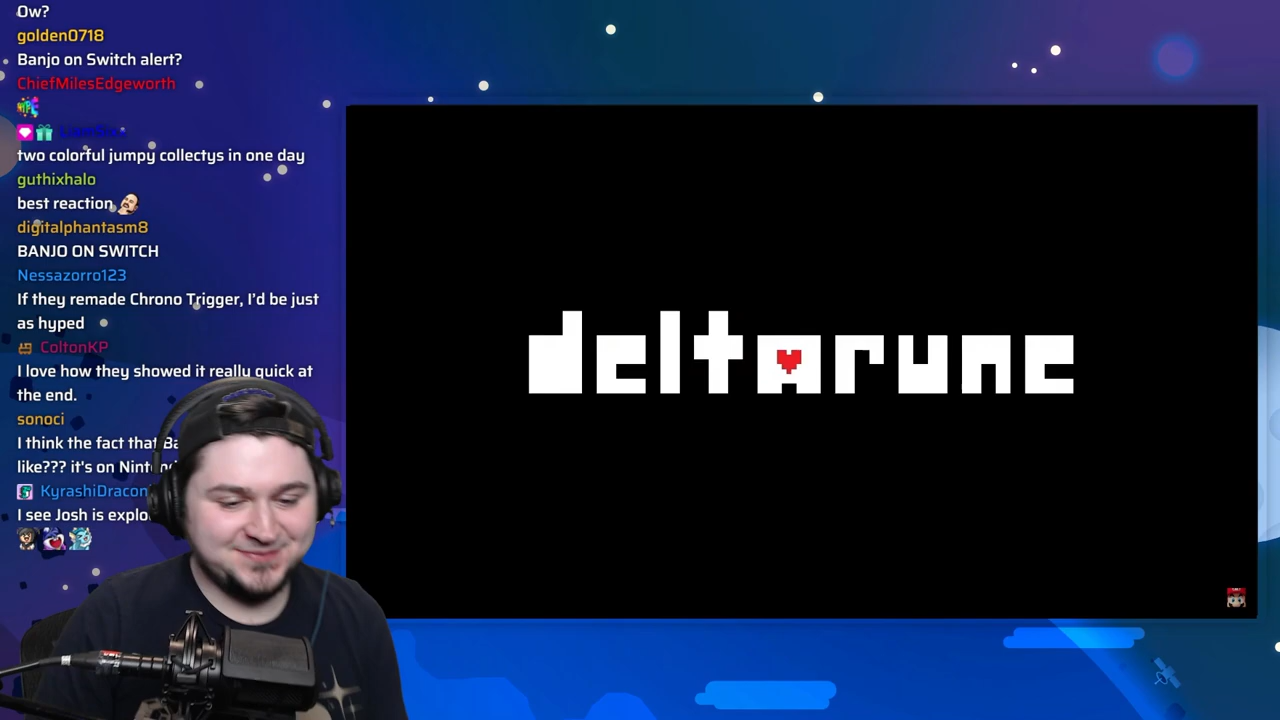 Ow?
golden0718
Banjo on Switch alert?
ChiefMilesEdgeworth
two colorful jumpy collectys in one day
guthixhalo
best reaction
digitalphantasm8
BANJO ON SWITCH
Nessazorro123
If they remade Chrono Trigger, I'd be just
as hyped
ColtonKP
I love how they showed it really quick at
the end.
sonoci
I think the fact that
like??? it's on
KyrashiDracon
I see Josh is
deltarune